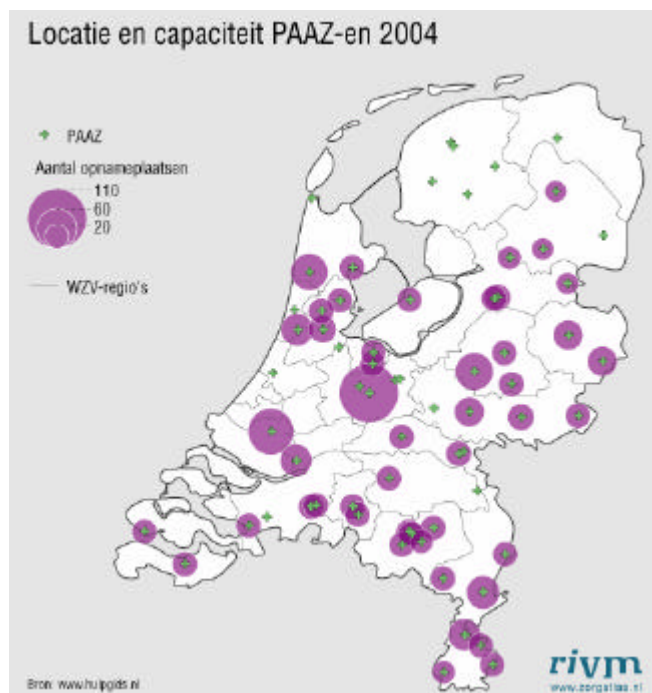 Locatie en capaciteit PAAZ-en 2004
PAAZ
Aantal opnameplaatsen
110
60
20
WZV-regio's
Bron: www.hulpgids.nl
rivm
www.zorgatlas.nl